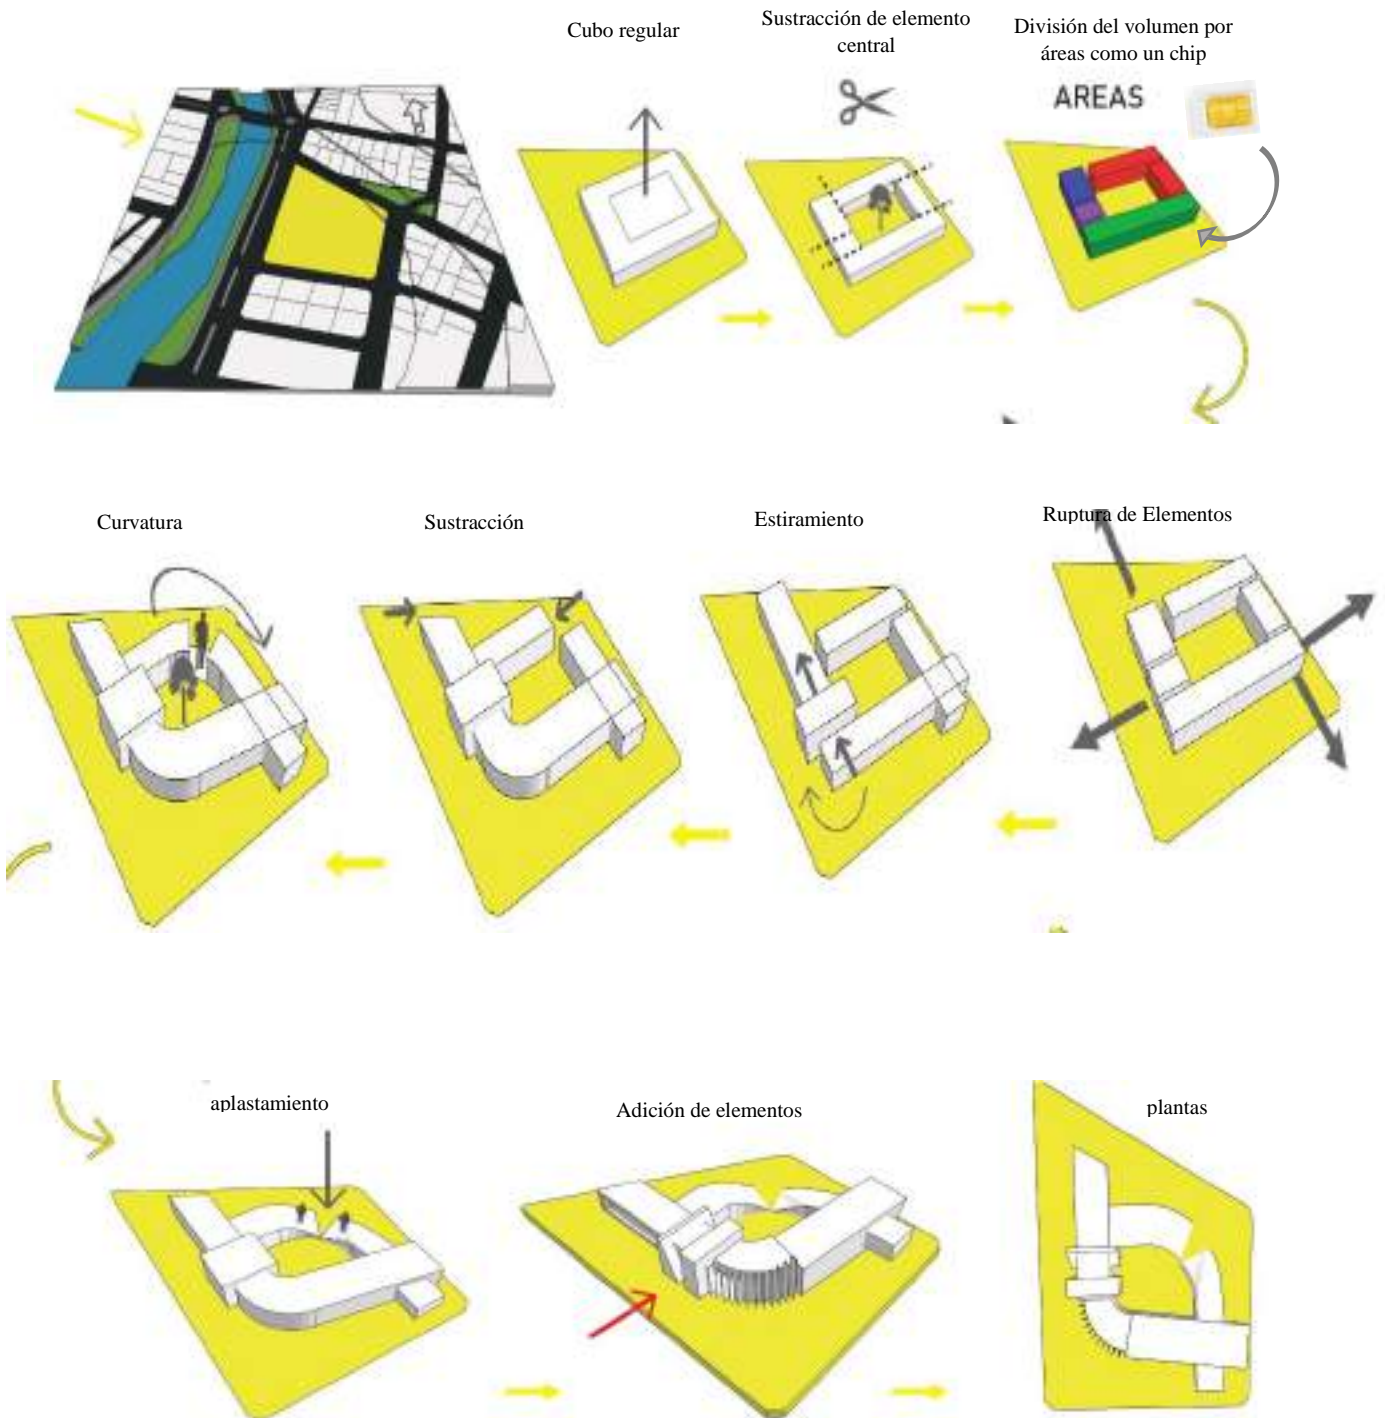 Cubo regular
Sustracción de elemento
central
División del volumen por
áreas como un chip
AREAS
Curvatura
Sustracción
Estiramiento
Ruptura de Elementos
aplastamiento
Adición de elementos
plantas